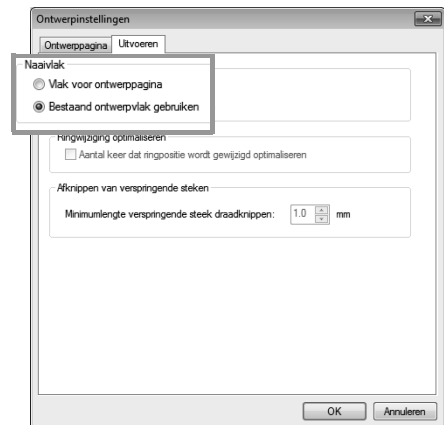 Ontwerpinstellingen
Ontwerppagina Uitvoeren
Naaivlak
Vlak voor ontwerppagina
Bestaand ontwerpvlak gebruiken
Ringwijziging optimaliseren
Aantal keer dat ringpositie wordt gewijzigd optimaliseren
Afknippen van verspringende steken
Minimumlengte verspringende steek draadknippen: 1.0 mm
OK Annuleren